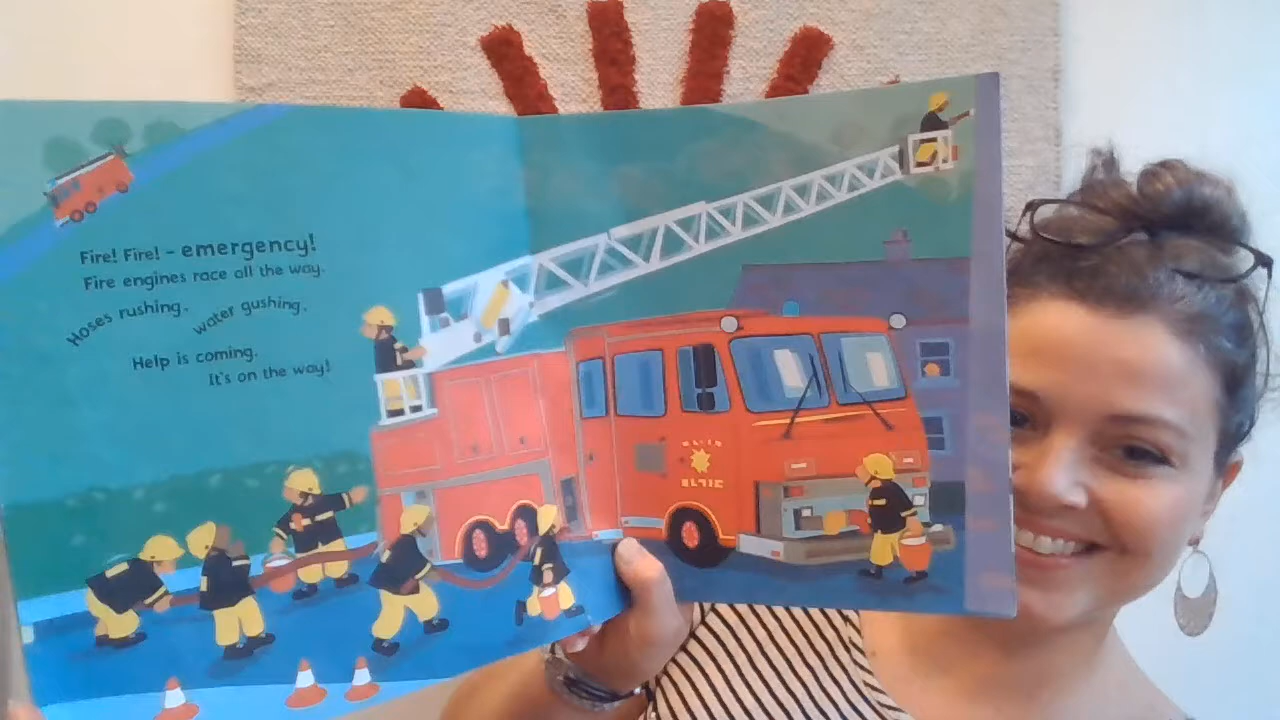 Fire! Fire! – emergency!
Fire engines race all the way.
Hoses rushing, water gushing,
Help is coming.
It's on the way!